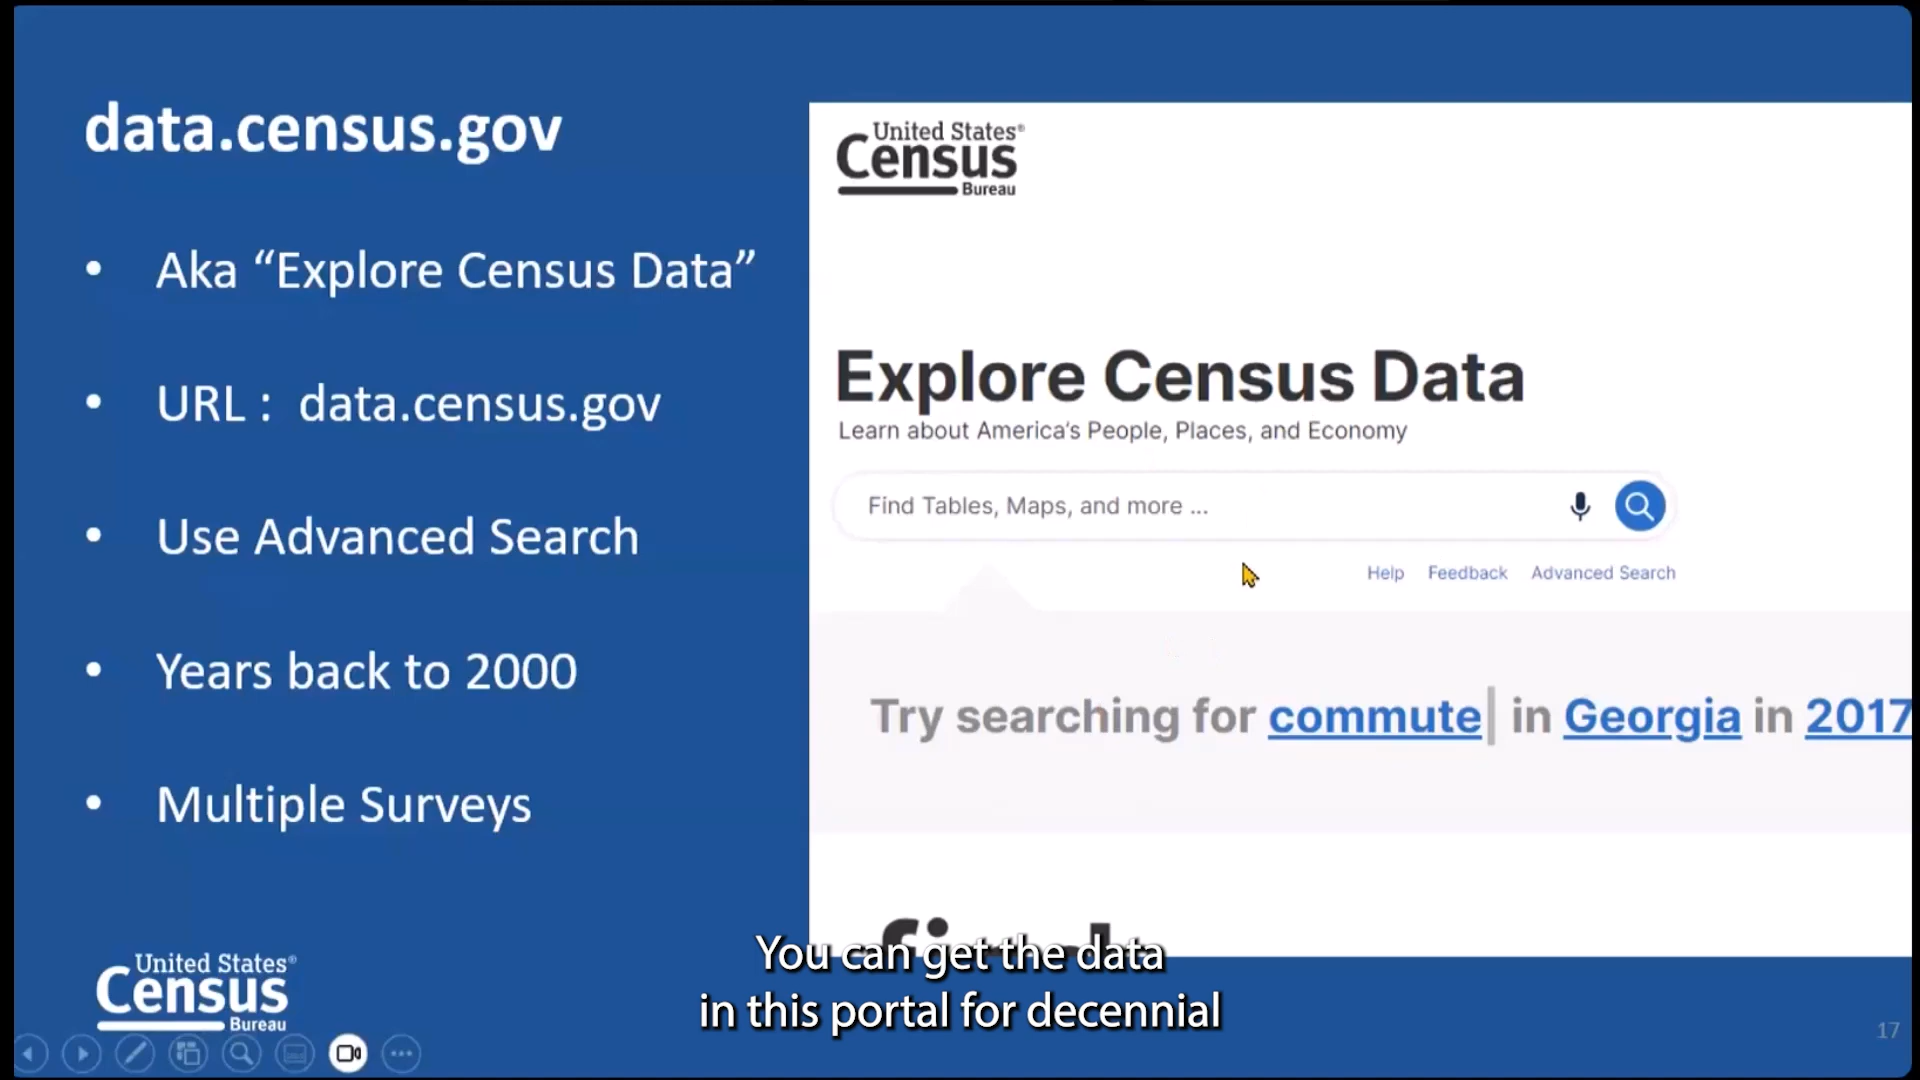 data.census.gov
• Aka “Explore Census Data”
• URL : data.census.gov
• Use Advanced Search
• Years back to 2000
• Multiple Surveys
United States®
Census
Bureau
United States®
Census
Bureau
Explore Census Data
Learn about America’s People, Places, and Economy
Find Tables, Maps, and more ...
Help Feedback Advanced Search
Try searching for commute in Georgia in 2017
You can get the data
in this portal for decennial
17